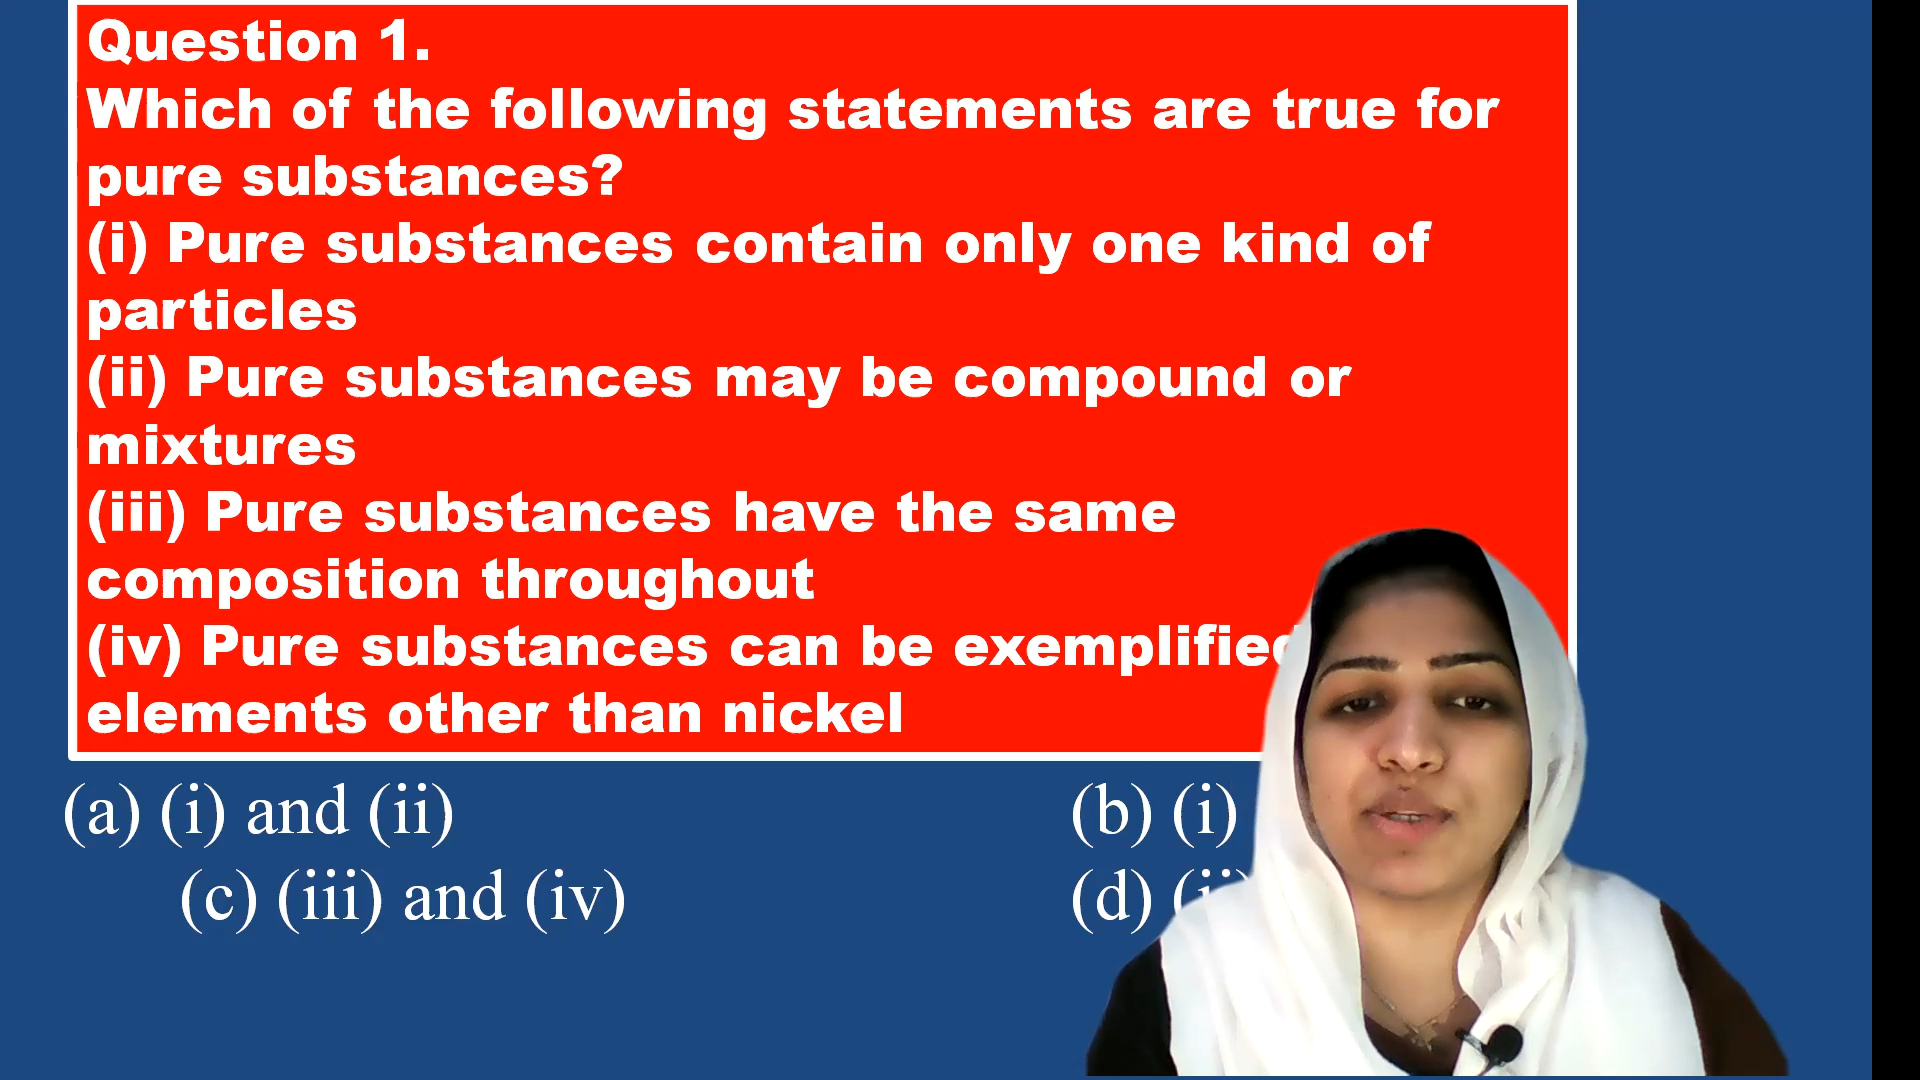 Question 1.
Which of the following statements are true for
pure substances?
(i) Pure substances contain only one kind of
particles
(ii) Pure substances may be compound or
mixtures
(iii) Pure substances have the same
composition throughout
(iv) Pure substances can be exemplified
elements other than nickel
(a) (i) and (ii)
(b) (i)
(c) (iii) and (iv)
(d)